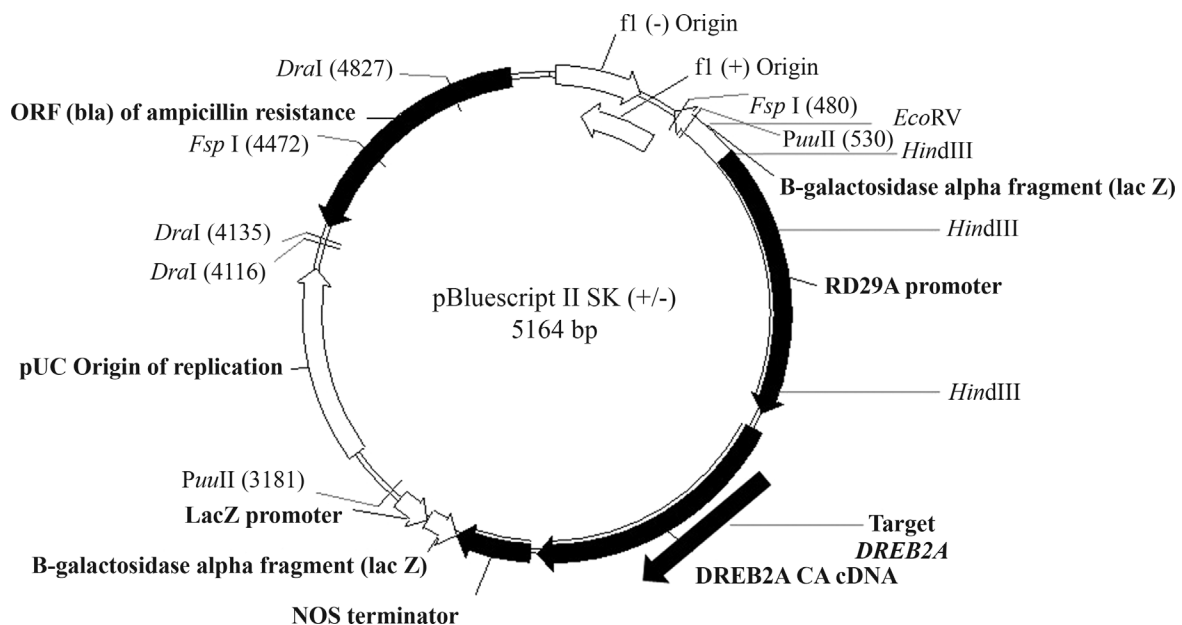 f1 (-) Origin
f1 (+) Origin
DraI (4827)
ORF (bla) of ampicillin resistance
Fsp I (4472)
Fsp I (480)
EcoRV
PuuII (530)
HindIII
B-galactosidase alpha fragment (lac Z)
DraI (4135)
DraI (4116)
HindIII
RD29A promoter
pBluescript II SK (+/-)
5164 bp
pUC Origin of replication
HindIII
PuuII (3181)
LacZ promoter
B-galactosidase alpha fragment (lac Z)
NOS terminator
Target
DREB2A
DREB2A CA cDNA